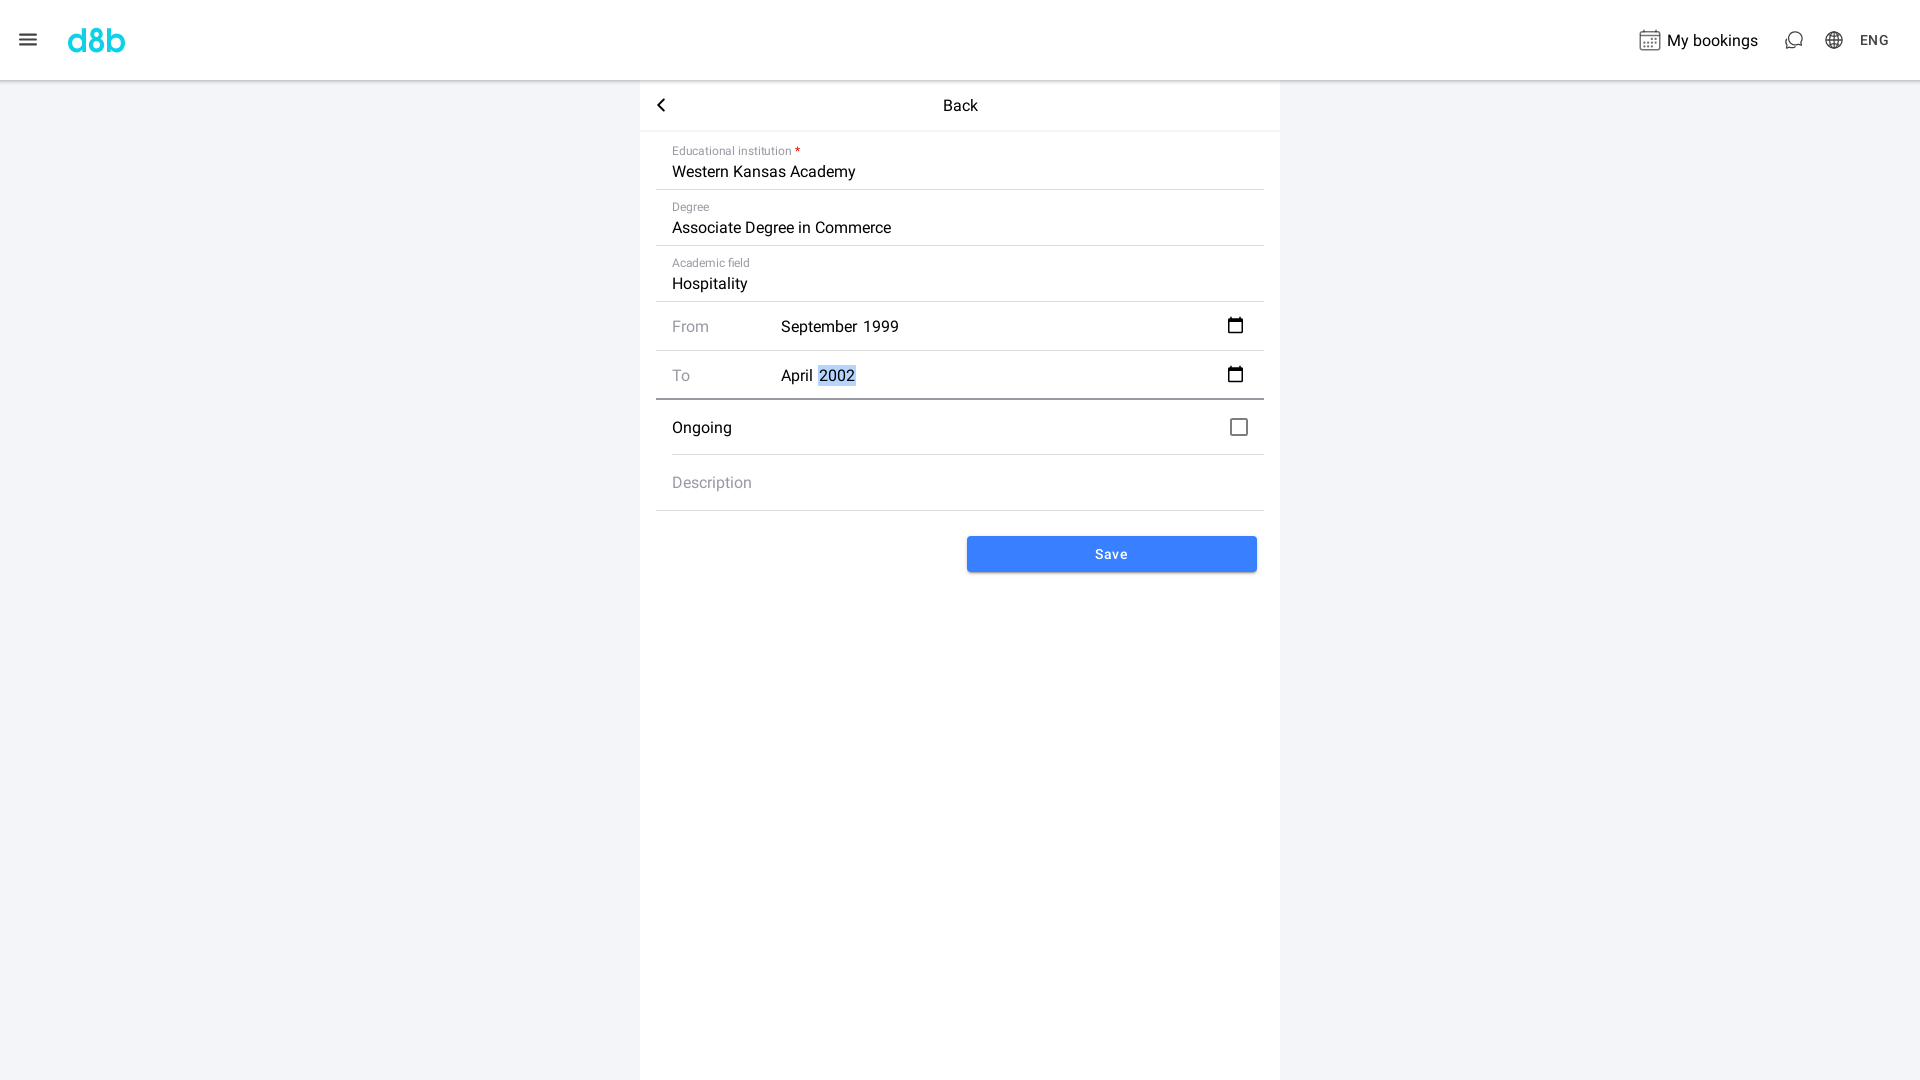 d8b
My bookings
ENG
Back
Educational institution *
Western Kansas Academy
Degree
Associate Degree in Commerce
Academic field
Hospitality
From September 1999
To April 2002
Ongoing
Description
Save